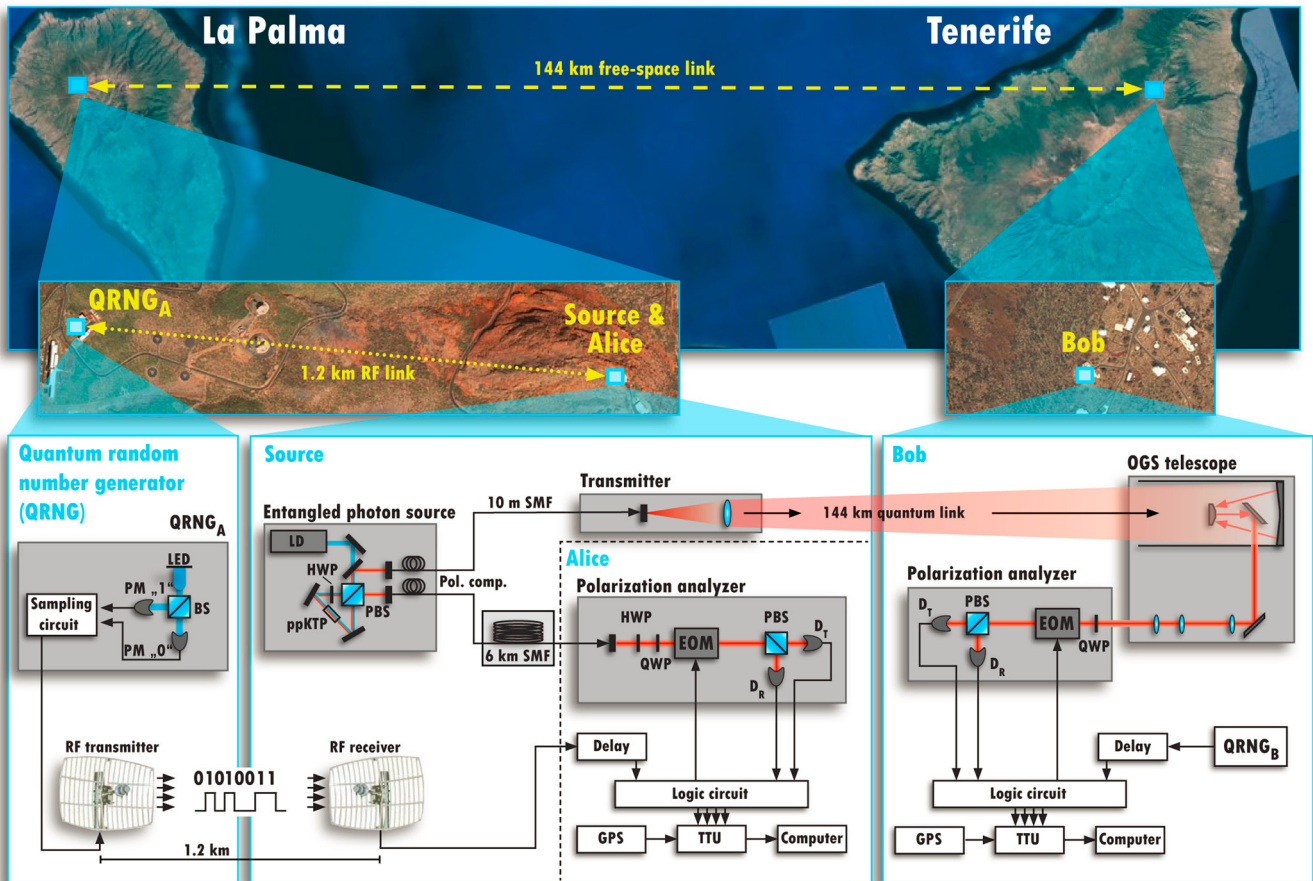 La Palma
Tenerife
144 km free-space link
QRNG_A
Source &
Alice
1.2 km RF link
Bob
Quantum random
number generator
(QRNG)
QRNG_A
LED
PM „1“
BS
Sampling
circuit
PM „0“
RF transmitter
01010011
RF receiver
1.2 km
Source
Entangled photon source
LD
HWP
PBS
ppKTP
Pol. comp.
10 m SMF
6 km SMF
Transmitter
144 km quantum link
Alice
Polarization analyzer
HWP
QWP
EOM
PBS
D_T
D_R
Delay
Logic circuit
GPS
TTU
Computer
Bob
OGS telescope
Polarization analyzer
D_T
PBS
D_R
EOM
QWP
Delay
QRNG_B
Logic circuit
GPS
TTU
Computer